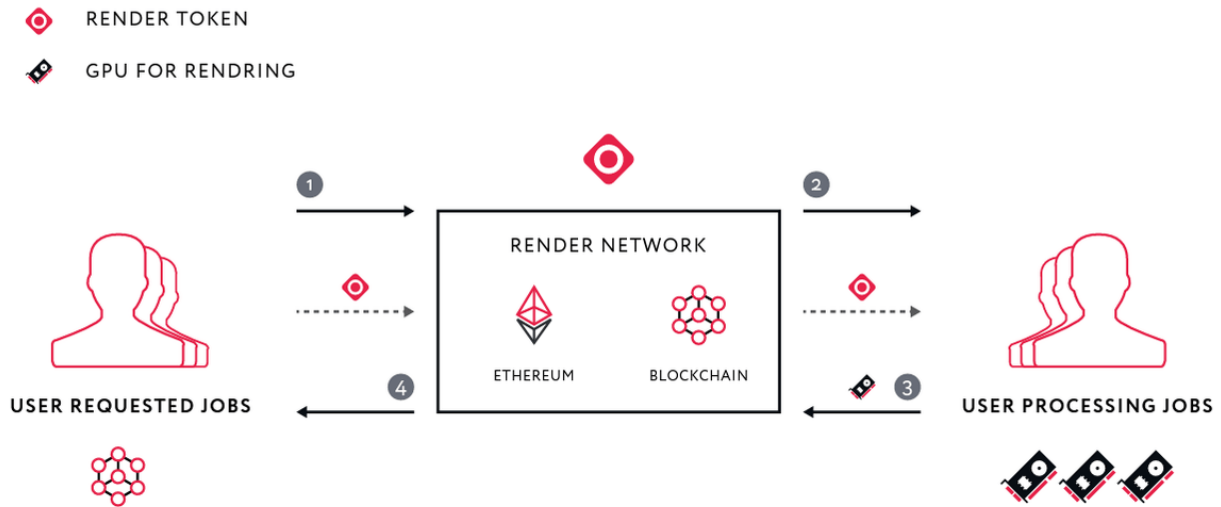 RENDER TOKEN
GPU FOR RENDRING
1
2
RENDER NETWORK
ETHEREUM
BLOCKCHAIN
4
3
USER REQUESTED JOBS
USER PROCESSING JOBS